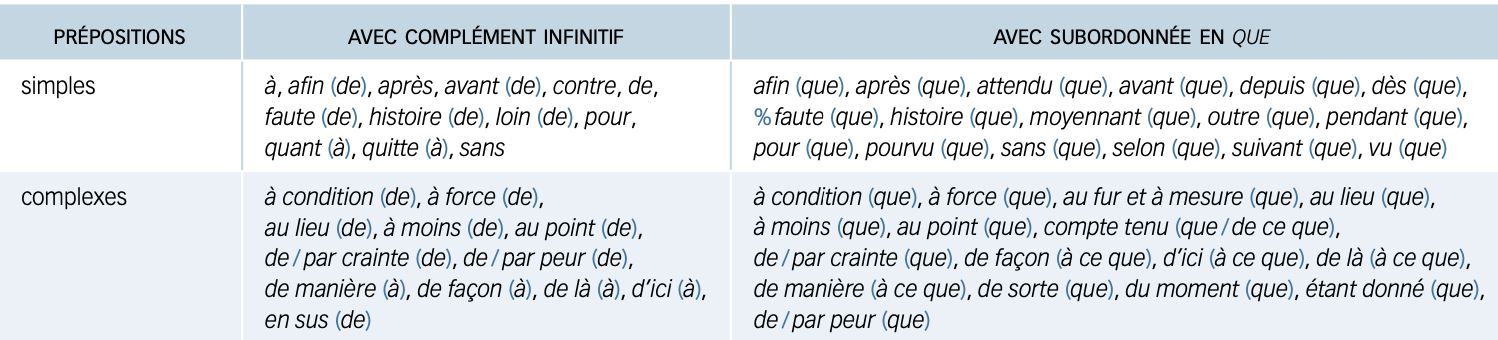 PRÉPOSITIONS AVEC COMPLÉMENT INFINITIF AVEC SUBORDONNÉE EN QUE
simples
à, afin (de), après, avant (de), contre, de,
faute (de), histoire (de), loin (de), pour,
quant (à), quitte (à), sans
afin (que), après (que), attendu (que), avant (que), depuis (que), dès (que),
%faute (que), histoire (que), moyennant (que), outre (que), pendant (que),
pour (que), pourvu (que), sans (que), selon (que), suivant (que), vu (que)
complexes
à condition (de), à force (de),
au lieu (de), à moins (de), au point (de),
de / par crainte (de), de / par peur (de),
de manière (à), de façon (à), de là (à), d'ici (à),
en sus (de)
à condition (que), à force (que), au fur et à mesure (que), au lieu (que),
à moins (que), au point (que), compte tenu (que / de ce que),
de / par crainte (que), de façon (à ce que), d'ici (à ce que), de là (à ce que),
de manière (à ce que), de sorte (que), du moment (que), étant donné (que),
de / par peur (que)